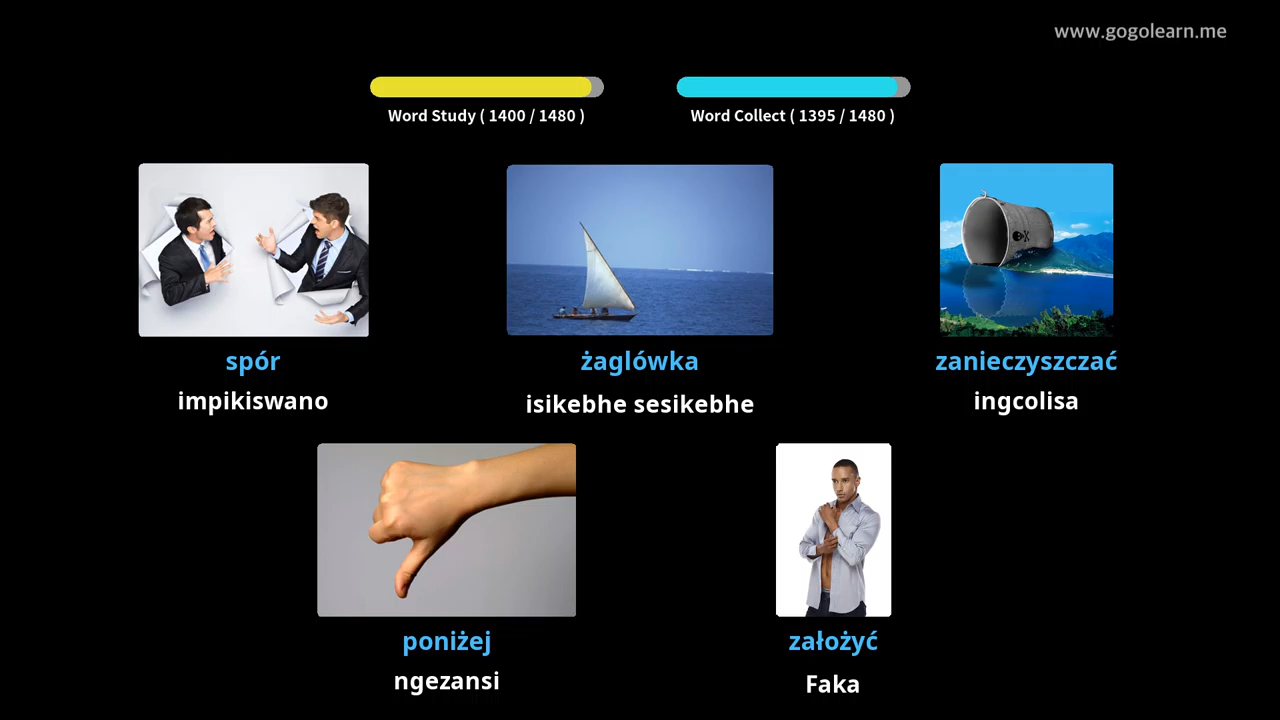 www.gogolearn.me
Word Study ( 1400 / 1480 )
Word Collect ( 1395 / 1480 )
spór
impikiswano
żaglówka
isikebhe sesikebhe
zanieczyszczać
ingcolisa
poniżej
ngezansi
założyć
Faka